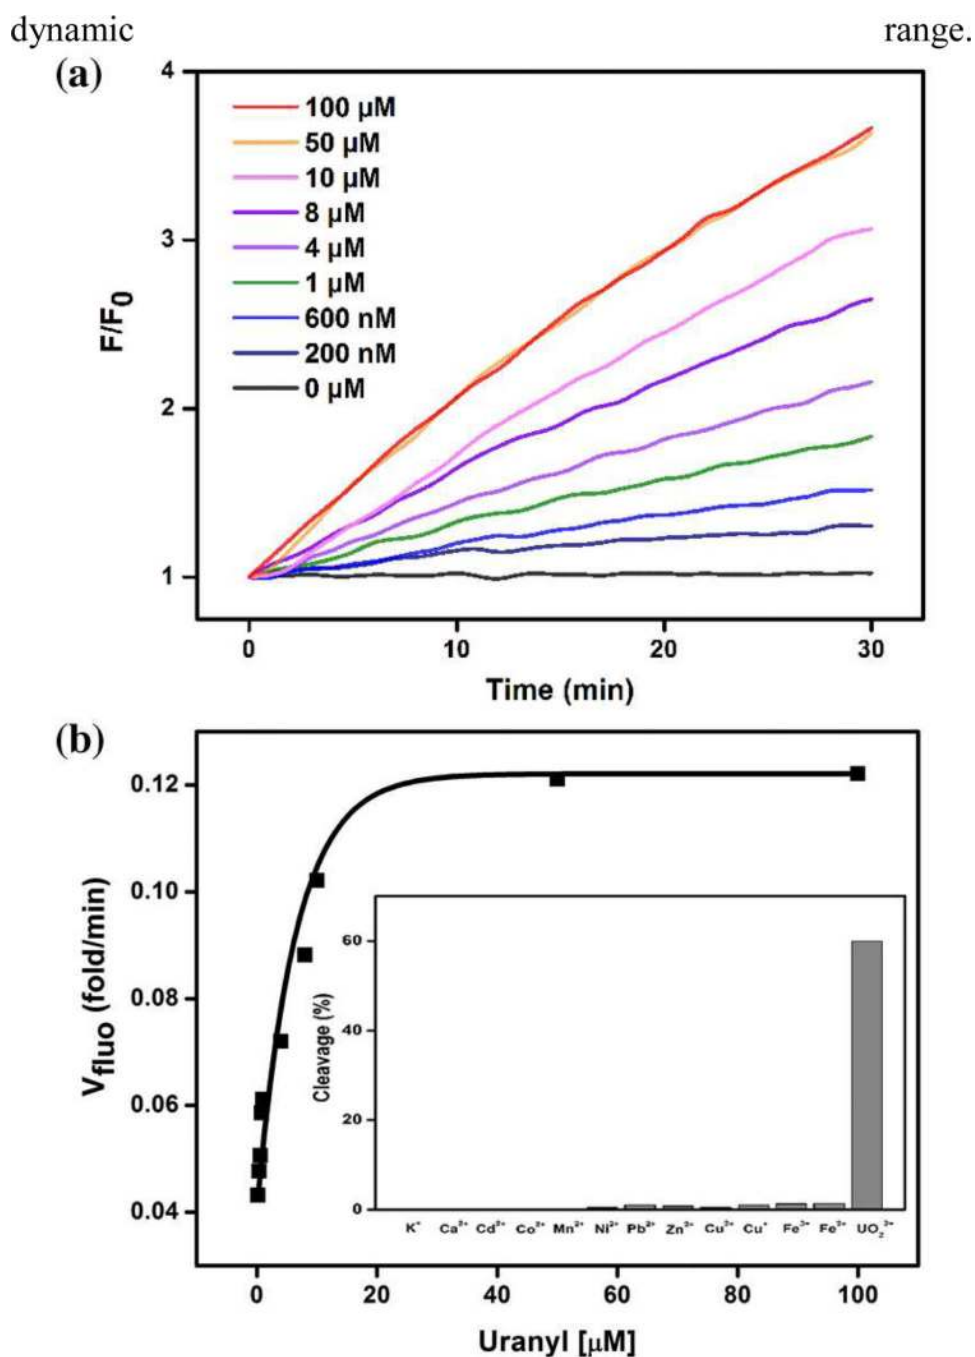 dynamic range.
(a)
4
3
2
1
F/F0
100 µM
50 µM
10 µM
8 µM
4 µM
1 µM
600 nM
200 nM
0 µM
0 10 20 30
Time (min)
(b)
0.12
0.10
0.08
0.06
0.04
Vfluo (fold/min)
60
40
20
0
Cleavage (%)
K⁺ Ca²⁺ Cd²⁺ Co²⁺ Mn²⁺ Ni²⁺ Pb²⁺ Zn²⁺ Cu²⁺ Cu⁺ Fe³⁺ Fe³⁺ UO₂²⁺
0 20 40 60 80 100
Uranyl [µM]